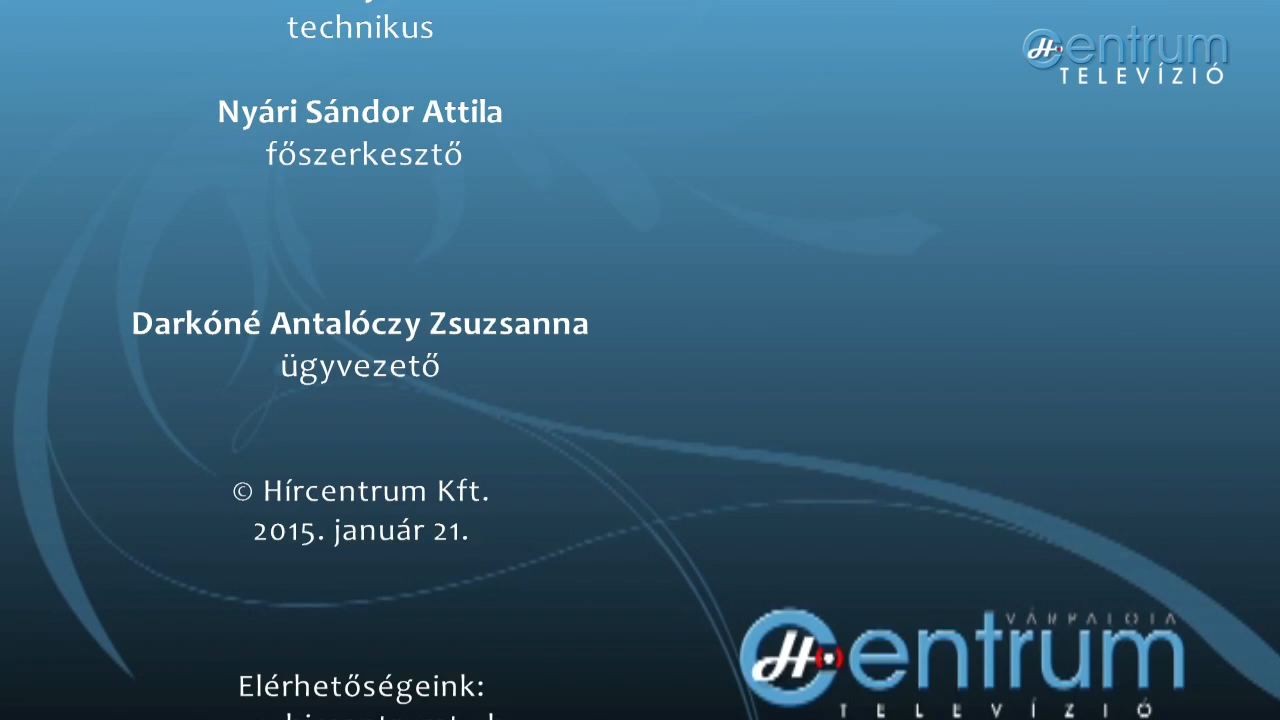 technikus
Centrum
TELEVÍZIÓ
Nyári Sándor Attila
főszerkesztő
Darkóné Antalóczy Zsuzsanna
ügyvezető
© Hírcentrum Kft.
2015. január 21.
VÁRPALOTA
Centrum
TELEVÍZIÓ
Elérhetőségeink: